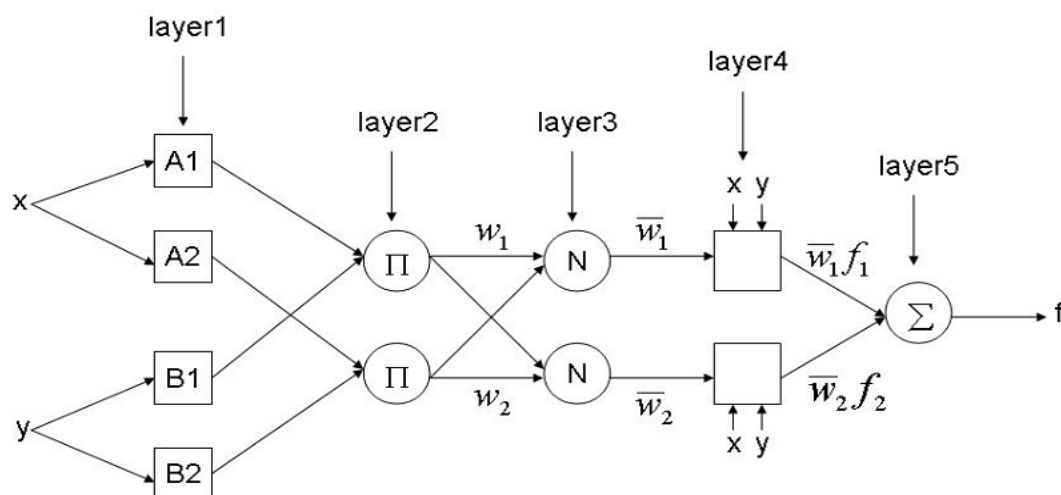 layer1
layer2
layer3
layer4
layer5
x
y
A1
A2
B1
B2
Π
Π
w₁
w₂
N
N
w̅₁
w̅₂
x y
x y
w̅₁f₁
w̅₂f₂
Σ
f